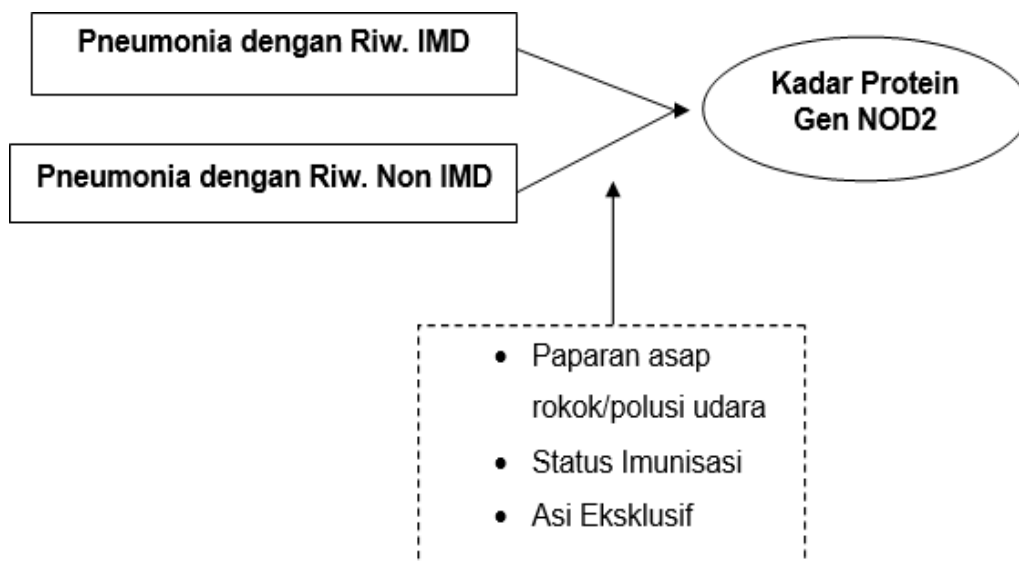 Pneumonia dengan Riw. IMD
Kadar Protein
Gen NOD2
Pneumonia dengan Riw. Non IMD
• Paparan asap
rokok/polusi udara
• Status Imunisasi
• Asi Eksklusif